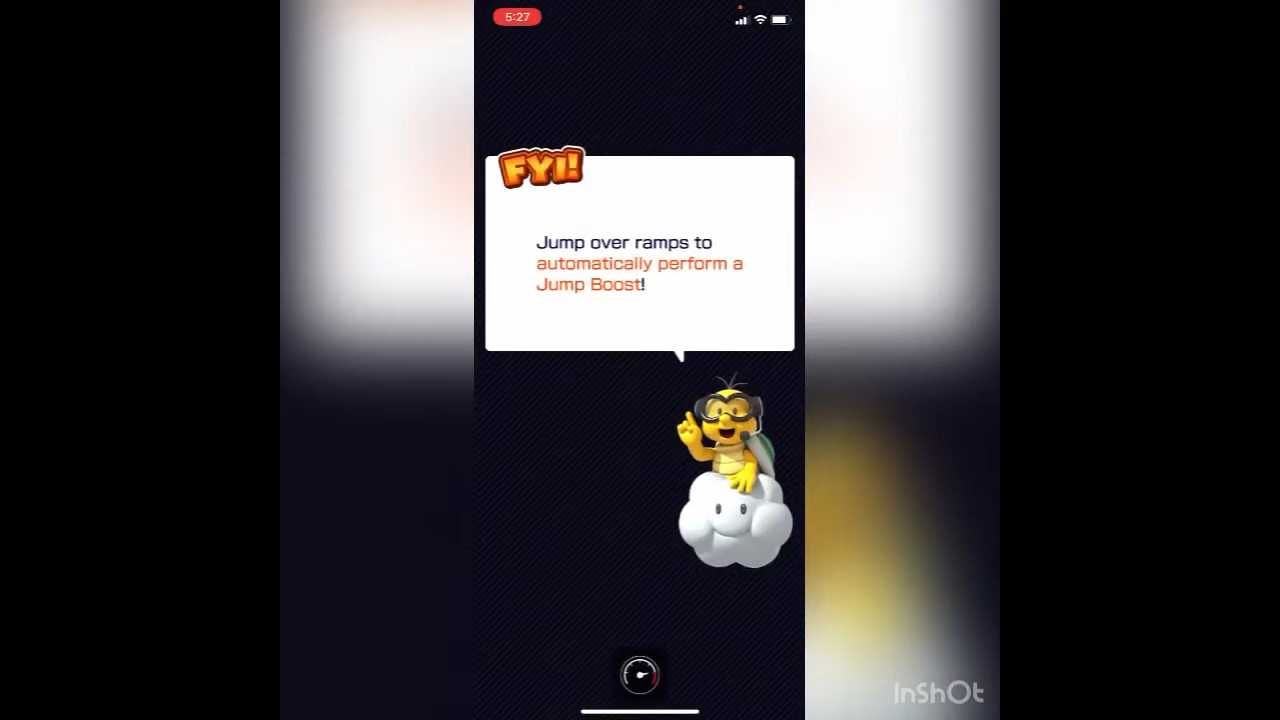 5:27
FYI!
Jump over ramps to
automatically perform a
Jump Boost!
InShOt